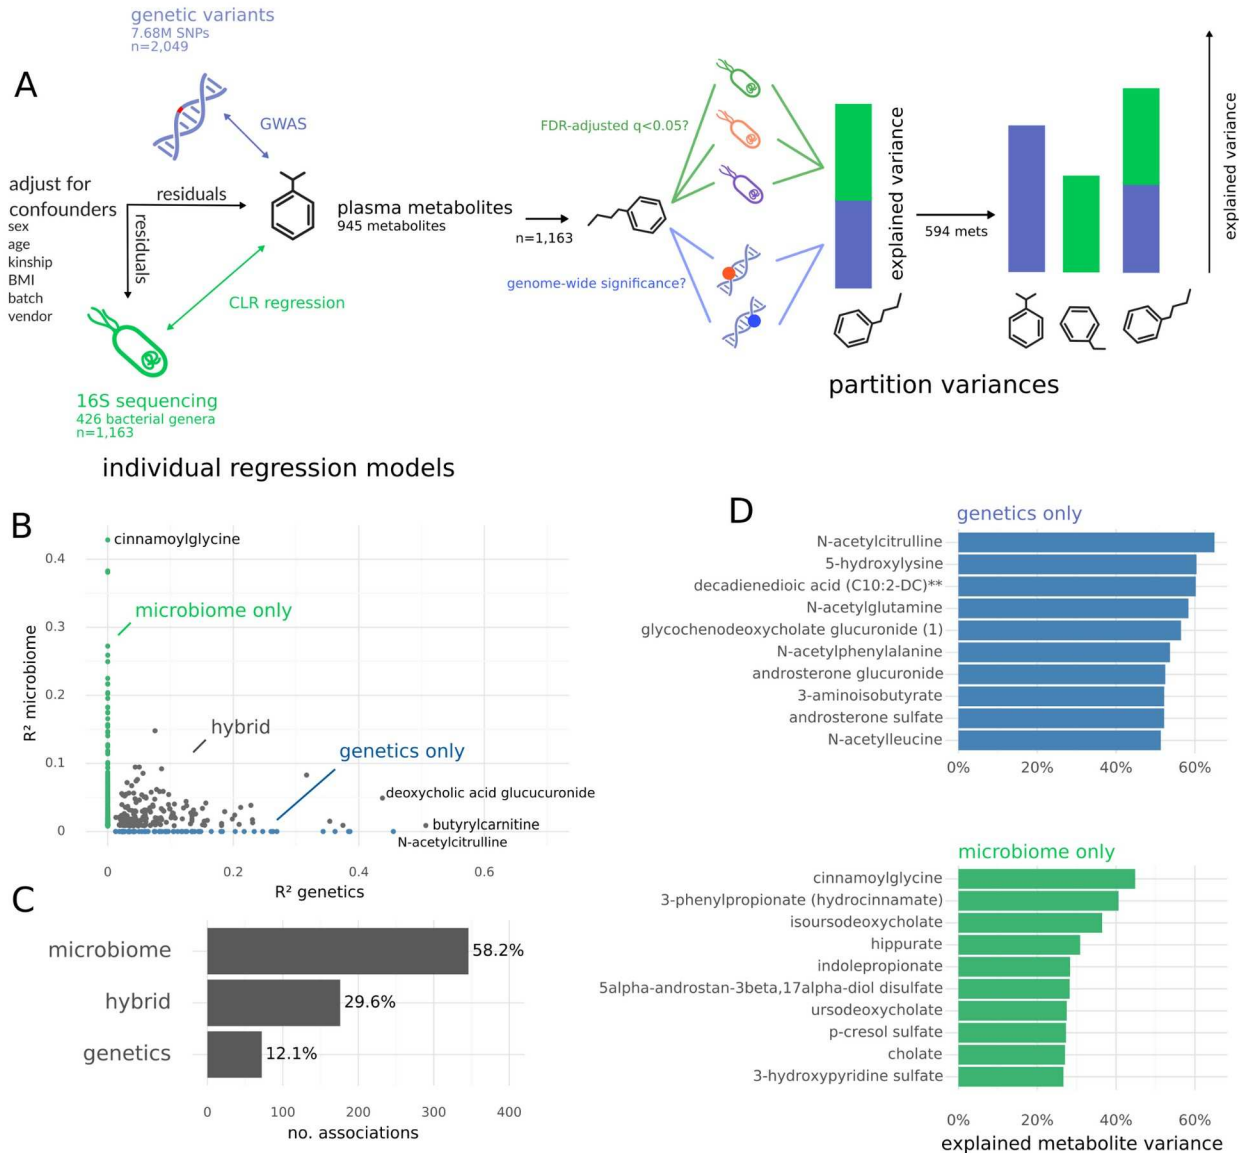 genetic variants
7.68M SNPs
n=2,049
A
GWAS
adjust for
confounders
sex
age
kinship
BMI
batch
vendor
residuals
residuals
plasma metabolites
945 metabolites
CLR regression
16S sequencing
426 bacterial genera
n=1,163
individual regression models
n=1,163
FDR-adjusted q<0.05?
genome-wide significance?
explained variance
594 mets
explained variance
partition variances
B
R² microbiome
0.4
0.3
0.2
0.1
0
cinnamoylglycine
microbiome only
hybrid
genetics only
deoxycholic acid glucucuronide
butyrylcarnitine
N-acetylcitrulline
0
0.2
0.4
0.6
R² genetics
C
microbiome
58.2%
hybrid
29.6%
genetics
12.1%
0
100
200
300
400
no. associations
D
genetics only
N-acetylcitrulline
5-hydroxylysine
decadienedioic acid (C10:2-DC)**
N-acetylglutamine
glycochenodeoxycholate glucuronide (1)
N-acetylphenylalanine
androsterone glucuronide
3-aminoisobutyrate
androsterone sulfate
N-acetylleucine
0%
20%
40%
60%
microbiome only
cinnamoylglycine
3-phenylpropionate (hydrocinnamate)
isoursodeoxycholate
hippurate
indolepropionate
5alpha-androstan-3beta,17alpha-diol disulfate
ursodeoxycholate
p-cresol sulfate
cholate
3-hydroxypyridine sulfate
0%
20%
40%
60%
explained metabolite variance